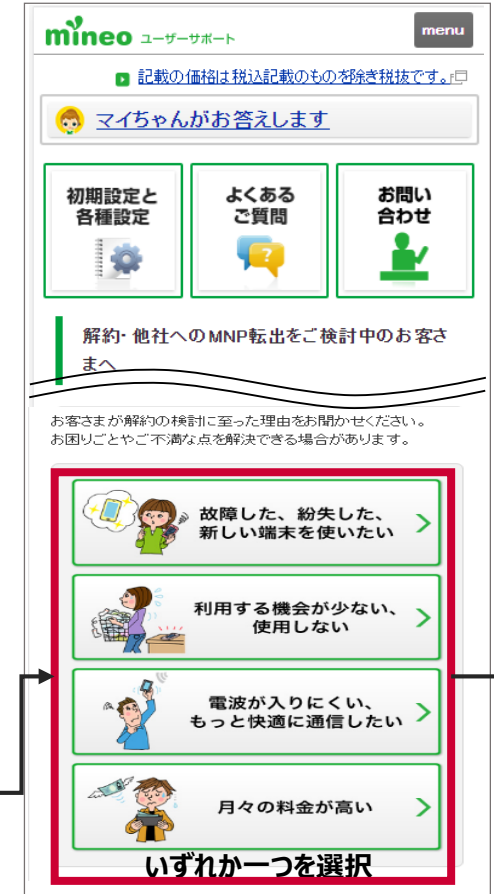 mineo ユーザーサポート
menu
記載の価格は税込記載のものを除き税抜です。
マイちゃんがお答えします
初期設定と
各種設定
よくある
ご質問
お問い
合わせ
解約・他社へのMNP転出をご検討中のお客さ
まへ
お客さまが解約の検討に至った理由をお聞かせください。
お困りごとやご不満な点を解決できる場合があります。
故障した、紛失した、
新しい端末を使いたい
利用する機会が少ない、
使用しない
電波が入りにくい、
もっと快適に通信したい
月々の料金が高い
いずれか一つを選択